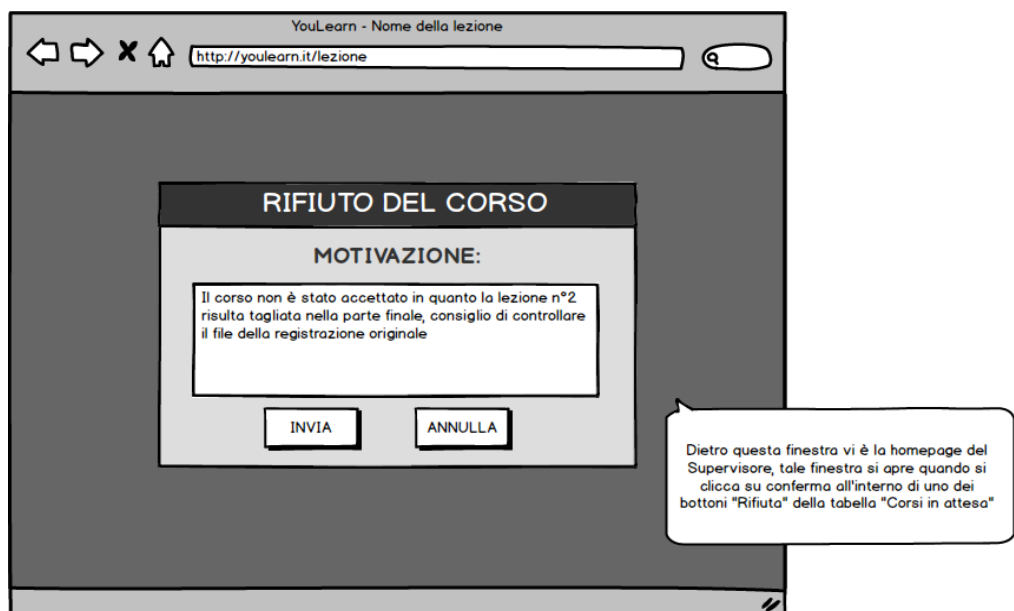 YouLearn - Nome della lezione
http://youlearn.it/lezione
RIFIUTO DEL CORSO
MOTIVAZIONE:
Il corso non è stato accettato in quanto la lezione n°2
risulta tagliata nella parte finale, consiglio di controllare
il file della registrazione originale
INVIA
ANNULLA
Dietro questa finestra vi è la homepage del
Supervisore, tale finestra si apre quando si
clicca su conferma all'interno di uno dei
bottoni "Rifiuta" della tabella "Corsi in attesa"